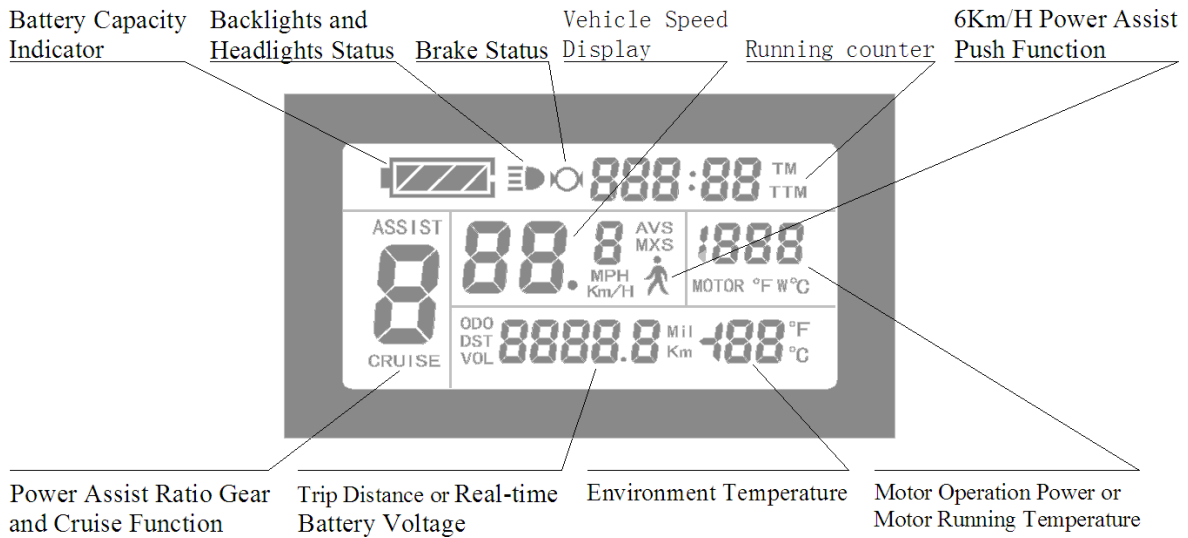 Battery Capacity
Indicator
Backlights and
Headlights Status
Brake Status
Vehicle Speed
Display
Running counter
6Km/H Power Assist
Push Function
888:88
TM
TTM
ASSIST
8
CRUISE
88.8
AVS
MXS
MPH
Km/H
1888
MOTOR °F W°C
ODO
DST
VOL
8888.8
Mil
Km
-188
°F
°C
Power Assist Ratio Gear
and Cruise Function
Trip Distance or Real-time
Battery Voltage
Environment Temperature
Motor Operation Power or
Motor Running Temperature